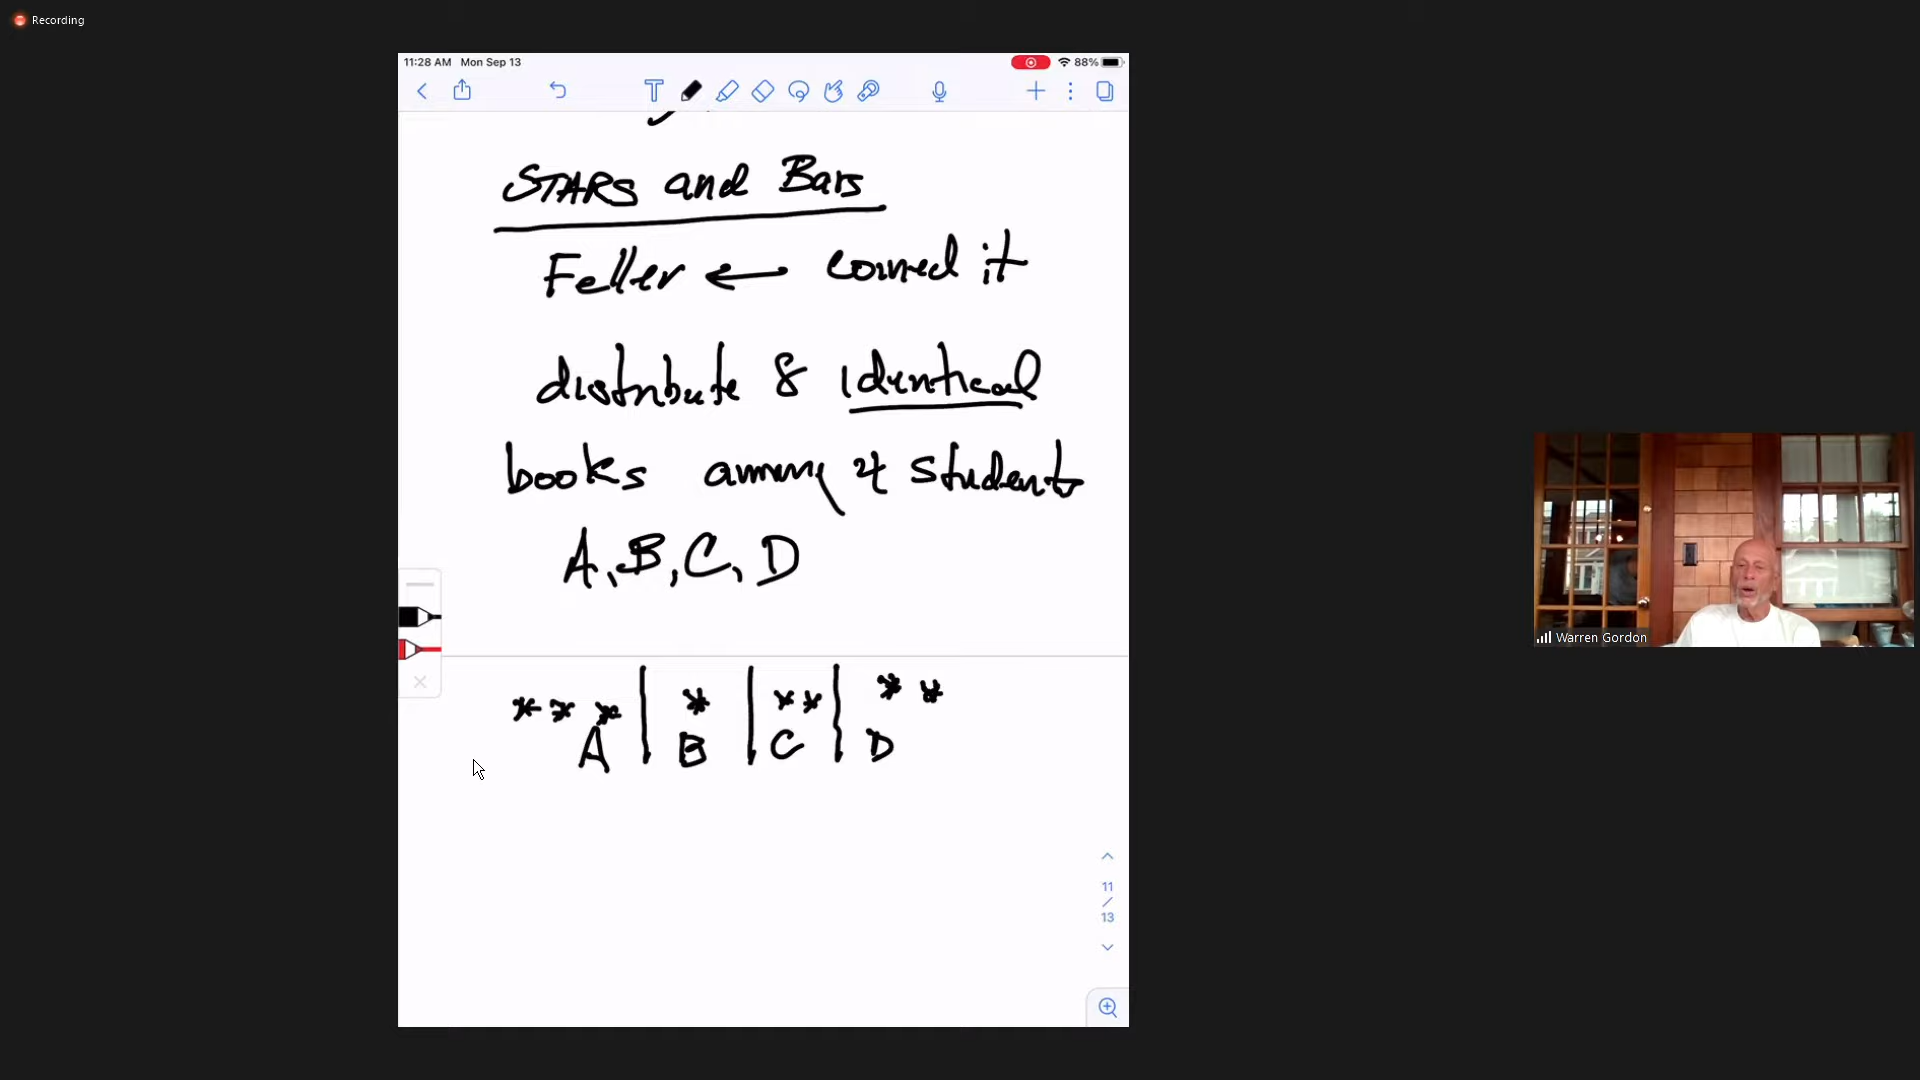 Recording
11:28 AM Mon Sep 13
88%
T
STARS and Bars
Feller ← coined it
distribute 8 identical
books among 4 students
A, B, C, D
* * * | * | * * | * *
A B C D
11
/
13
Warren Gordon